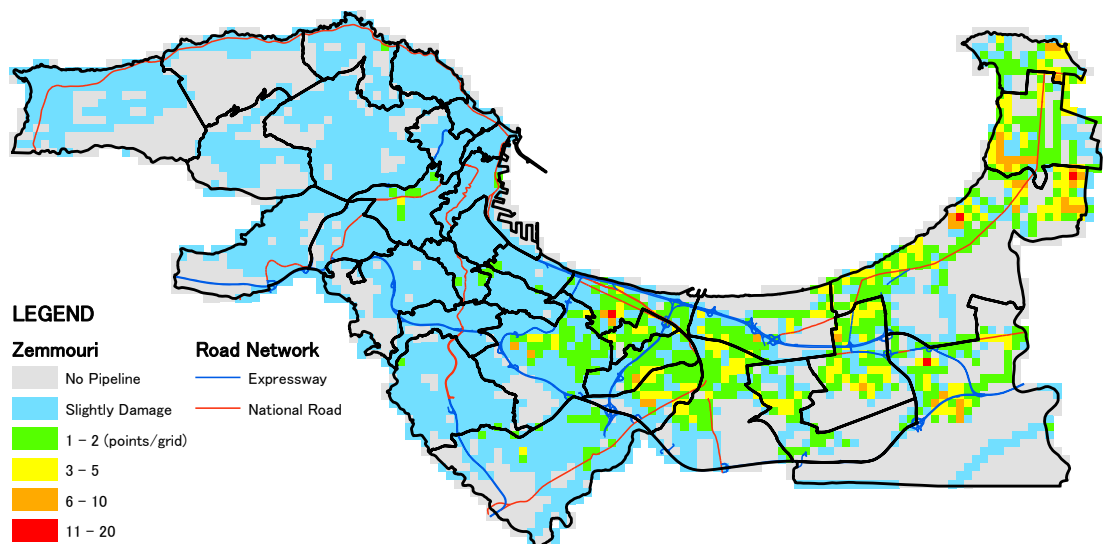 LEGEND
Zemmouri
No Pipeline
Slightly Damage
1 − 2 (points/grid)
3 − 5
6 − 10
11 − 20
Road Network
Expressway
National Road